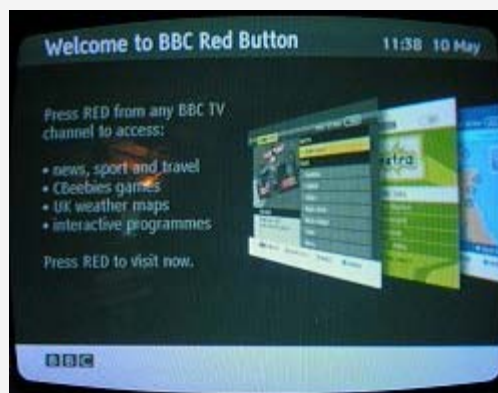 Welcome to BBC Red Button
11:38 10 May
Press RED from any BBC TV
channel to access:
• news, sport and travel
• CBeebies games
• UK weather maps
• interactive programmes
Press RED to visit now.
extra
BBC